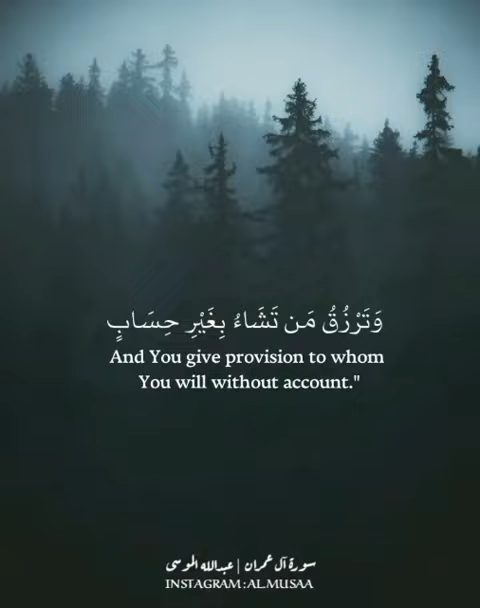 وَتَرْزُقُ مَن تَشَاءُ بِغَيْرِ حِسَابٍ
And You give provision to whom
You will without account."
سورة آل عمران | عبدالله الموسى
INSTAGRAM : AL.MUSAA